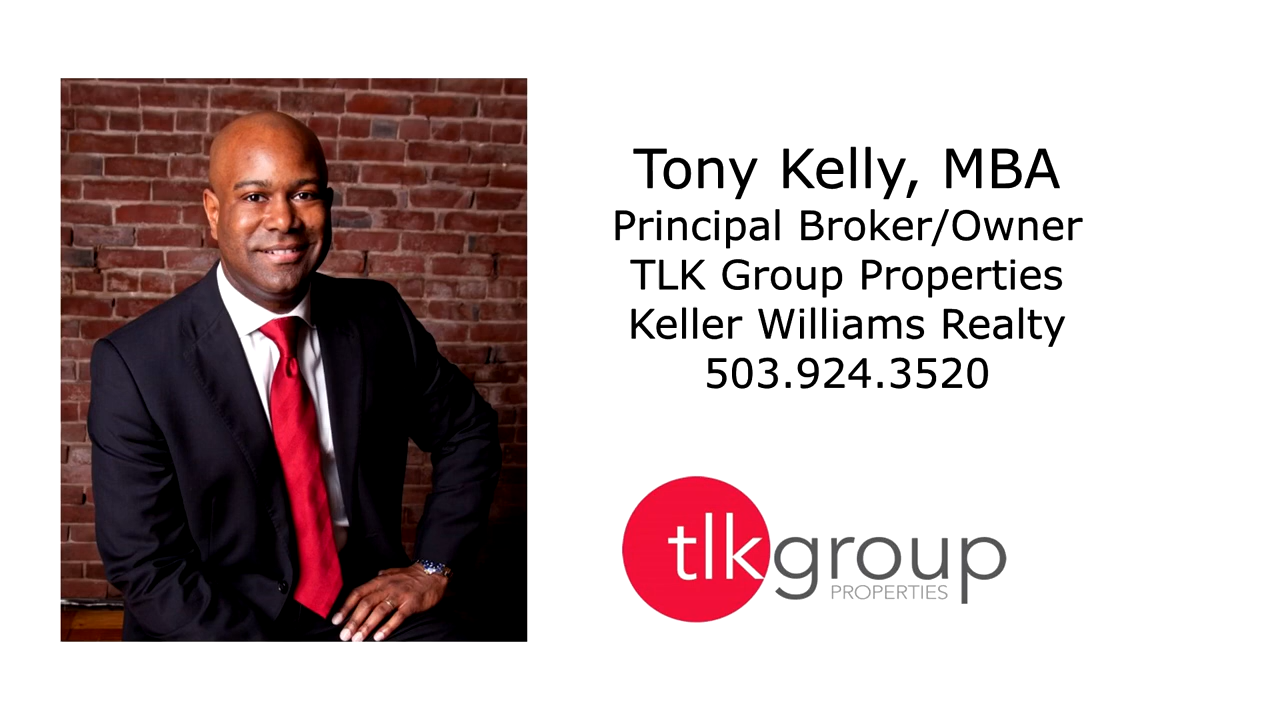 Tony Kelly, MBA
Principal Broker/Owner
TLK Group Properties
Keller Williams Realty
503.924.3520
tlkgroup
PROPERTIES